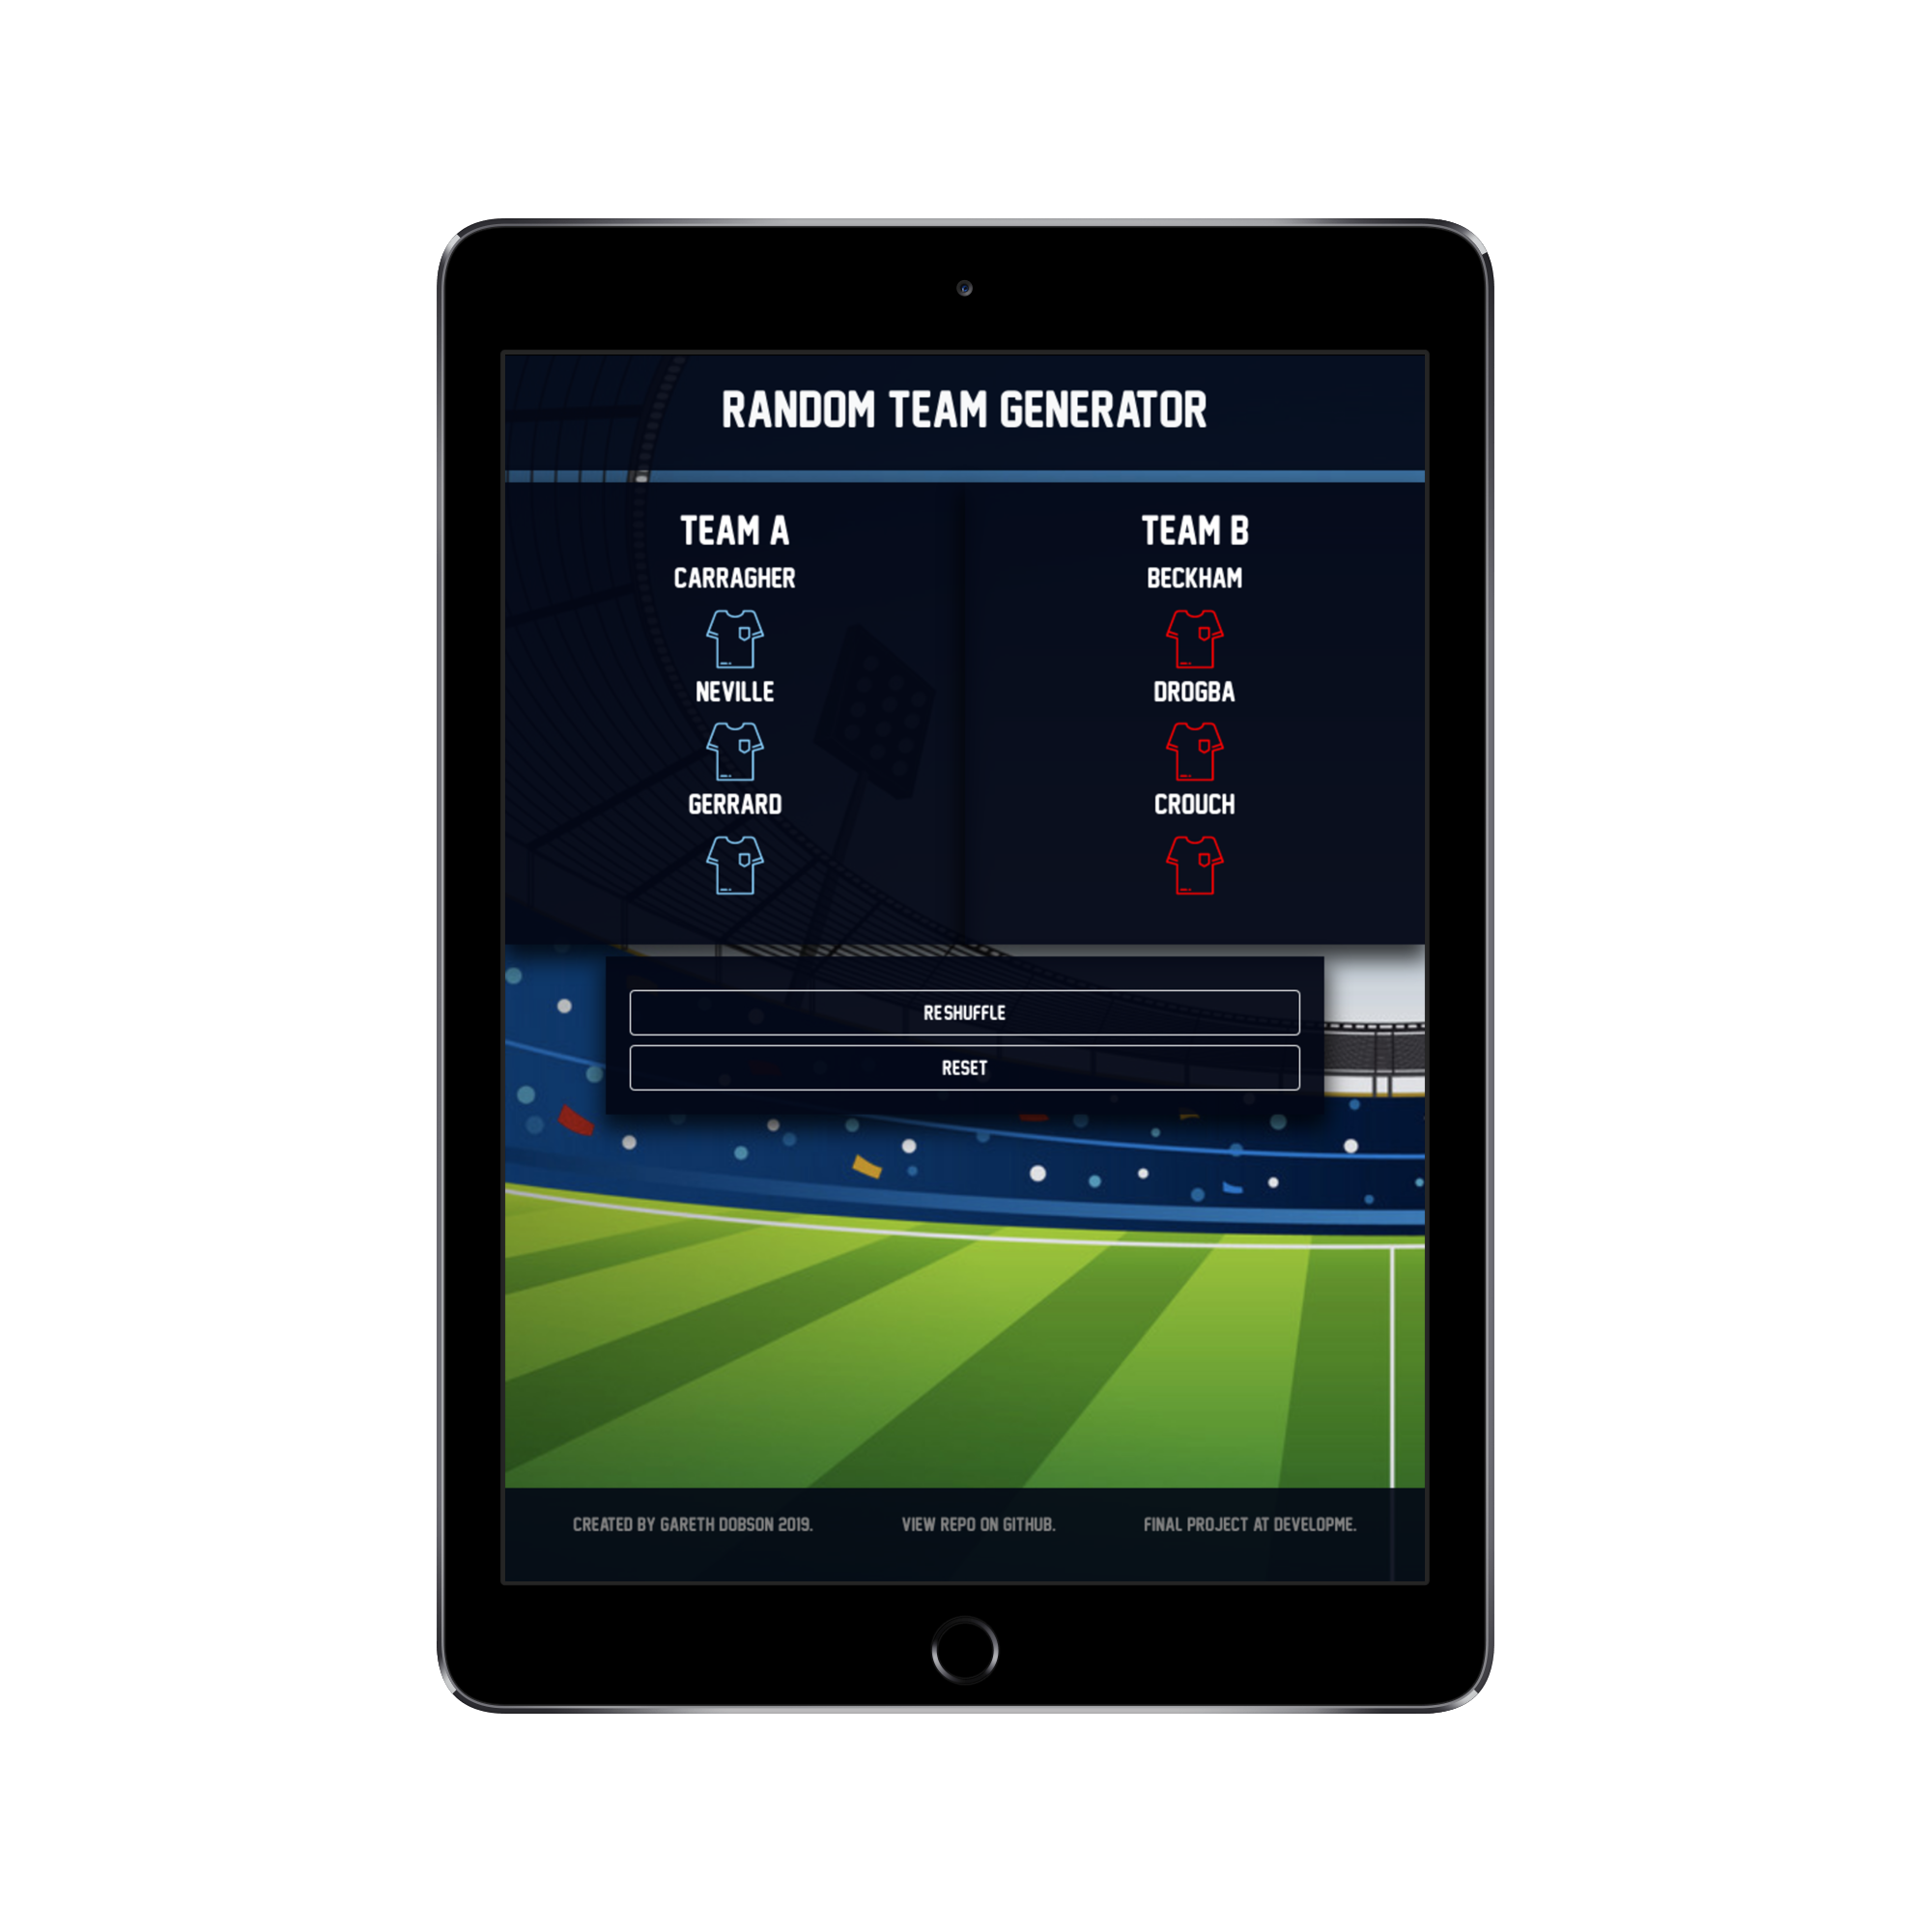 RANDOM TEAM GENERATOR
TEAM A
CARRAGHER
NEVILLE
GERRARD
TEAM B
BECKHAM
DROGBA
CROUCH
RESHUFFLE
RESET
CREATED BY GARETH DOBSON 2019.
VIEW REPO ON GITHUB.
FINAL PROJECT AT DEVELOPME.